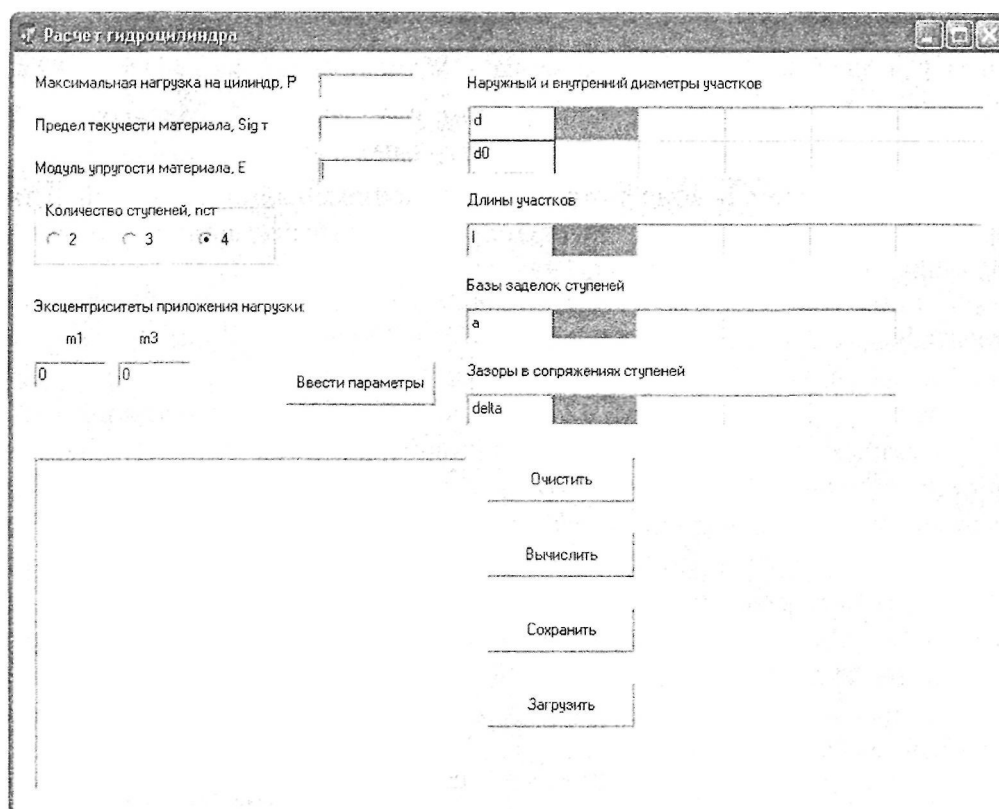 Расчет гидроцилиндра
Максимальная нагрузка на цилиндр, P
Предел текучести материала, Sig т
Модуль упругости материала, E
Количество ступеней, nст
2 3 4
Эксцентриситеты приложения нагрузки:
m1 m3
0 0
Ввести параметры
Наружный и внутренний диаметры участков
d
d0
Длины участков
l
Базы заделок ступеней
a
Зазоры в сопряжениях ступеней
delta
Очистить
Вычислить
Сохранить
Загрузить